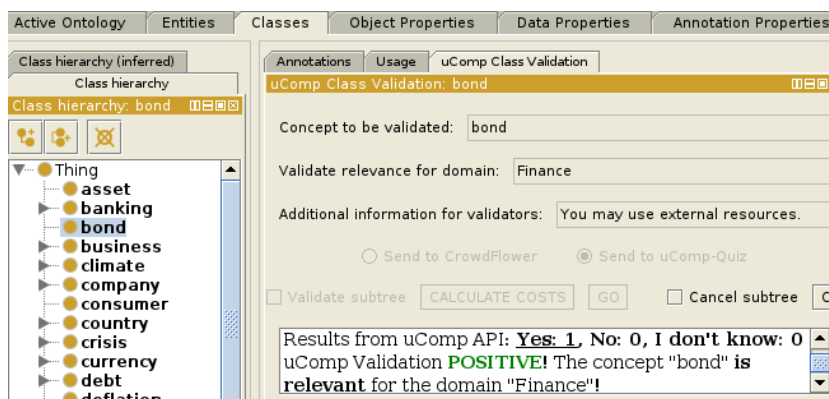 Active Ontology Entities Classes Object Properties Data Properties Annotation Properties
Class hierarchy (inferred)
Class hierarchy
Class hierarchy: bond
Thing
asset
banking
bond
business
climate
company
consumer
country
crisis
currency
debt
deflation
Annotations Usage uComp Class Validation
uComp Class Validation: bond
Concept to be validated: bond
Validate relevance for domain: Finance
Additional information for validators: You may use external resources.
Send to CrowdFlower Send to uComp-Quiz
Validate subtree CALCULATE COSTS GO Cancel subtree
Results from uComp API: Yes: 1, No: 0, I don't know: 0
uComp Validation POSITIVE! The concept "bond" is
relevant for the domain "Finance"!